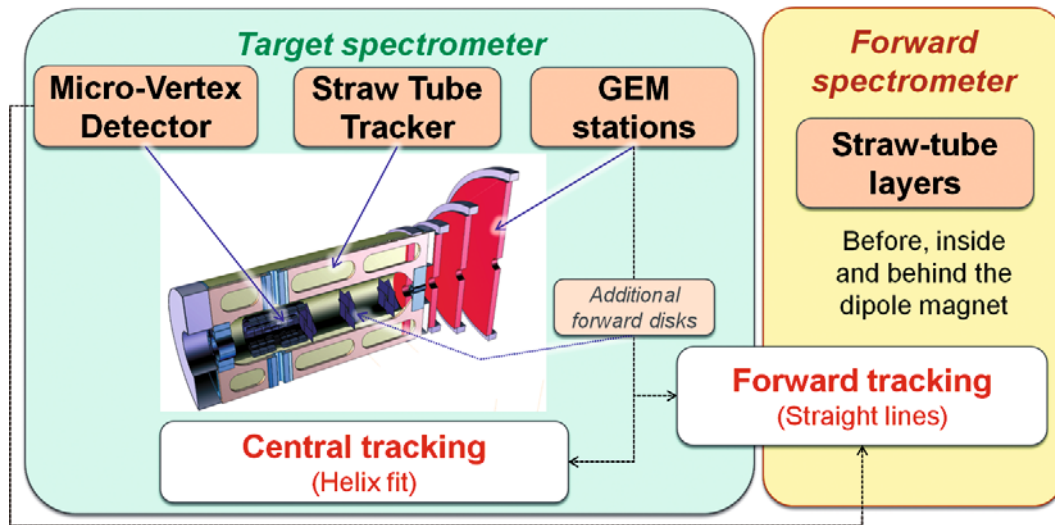 Target spectrometer
Micro-Vertex
Detector
Straw Tube
Tracker
GEM
stations
Additional
forward disks
Central tracking
(Helix fit)
Forward
spectrometer
Straw-tube
layers
Before, inside
and behind the
dipole magnet
Forward tracking
(Straight lines)